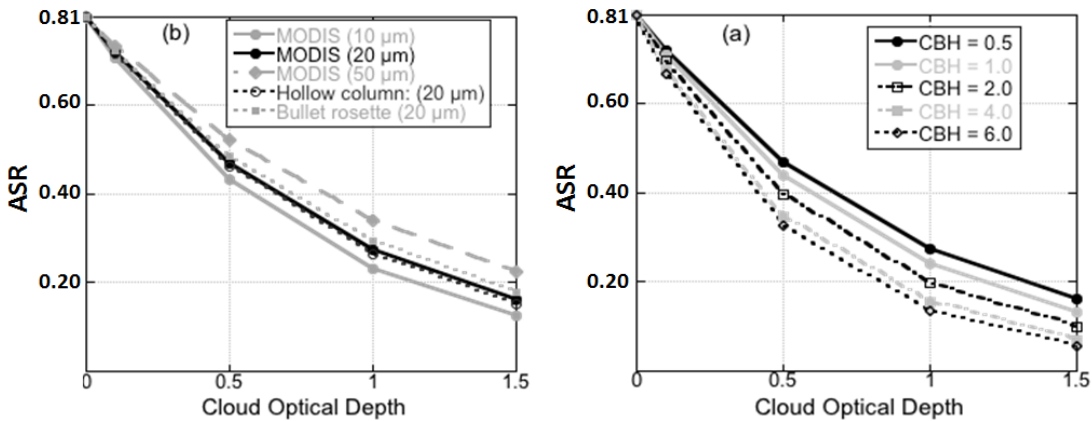 0.81
(b)
MODIS (10 µm)
MODIS (20 µm)
MODIS (50 µm)
Hollow column: (20 µm)
Bullet rosette (20 µm)
0.60
0.40
0.20
ASR
0
0.5
1
1.5
Cloud Optical Depth
0.81
(a)
CBH = 0.5
CBH = 1.0
CBH = 2.0
CBH = 4.0
CBH = 6.0
0.60
0.40
0.20
ASR
0
0.5
1
1.5
Cloud Optical Depth